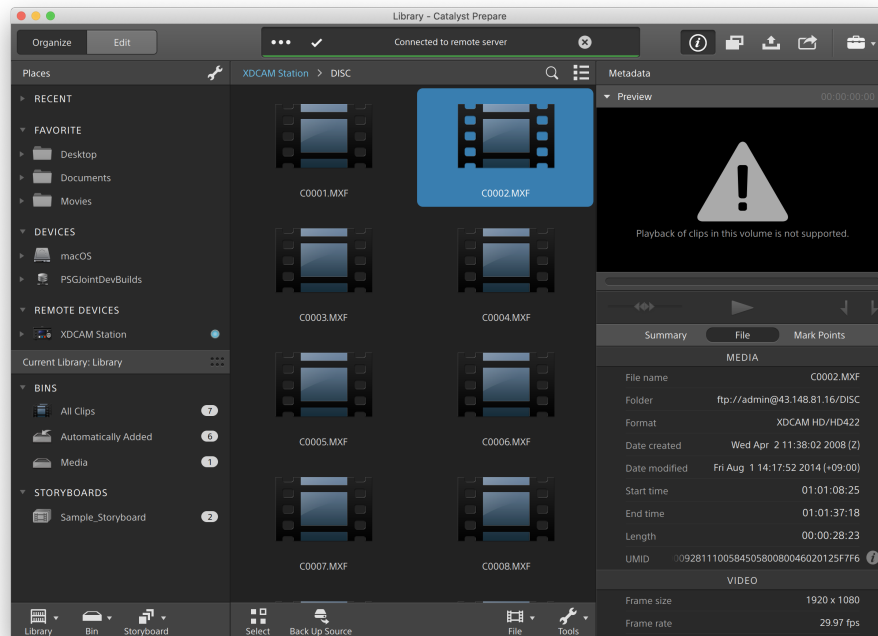 Library - Catalyst Prepare
Organize
Edit
Connected to remote server
Places
XDCAM Station > DISC
Metadata
RECENT
FAVORITE
Desktop
Documents
Movies
DEVICES
macOS
PSGJointDevBuilds
REMOTE DEVICES
XDCAM Station
Current Library: Library
BINS
All Clips 7
Automatically Added 6
Media 1
STORYBOARDS
Sample_Storyboard 2
C0001.MXF
C0002.MXF
C0003.MXF
C0004.MXF
C0005.MXF
C0006.MXF
C0007.MXF
C0008.MXF
Preview 00:00:00:00
Playback of clips in this volume is not supported.
Summary
File
Mark Points
MEDIA
File name C0002.MXF
Folder ftp://admin@43.148.81.16/DISC
Format XDCAM HD/HD422
Date created Wed Apr 2 11:38:02 2008 (Z)
Date modified Fri Aug 1 14:17:52 2014 (+09:00)
Start time 01:01:08:25
End time 01:01:37:18
Length 00:00:28:23
UMID 009281110058450580080046020125F7F6
VIDEO
Frame size 1920 x 1080
Frame rate 29.97 fps
Library
Bin
Storyboard
Select
Back Up Source
File
Tools